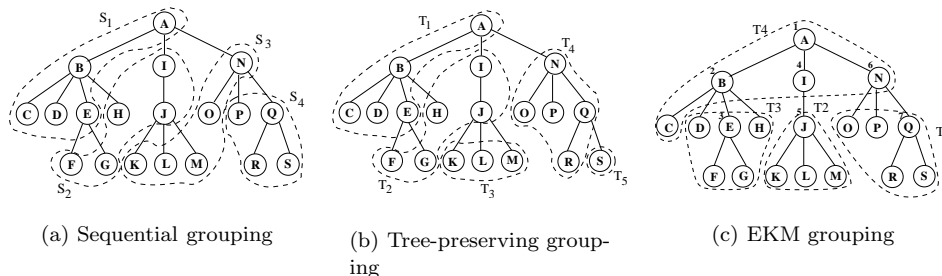 S1 A S3
B I N
C D E H J O P Q S4
F G K L M R S
S2
(a) Sequential grouping
T1 A T4
B I N
C D E H J O P Q
F G K L M R S
T2 T3 T5
(b) Tree-preserving group-
ing
T4 1 A
2 B 4 I 6 N
C D 3 E H T3 5 J T2 O P Q T
F G K L M R S
(c) EKM grouping